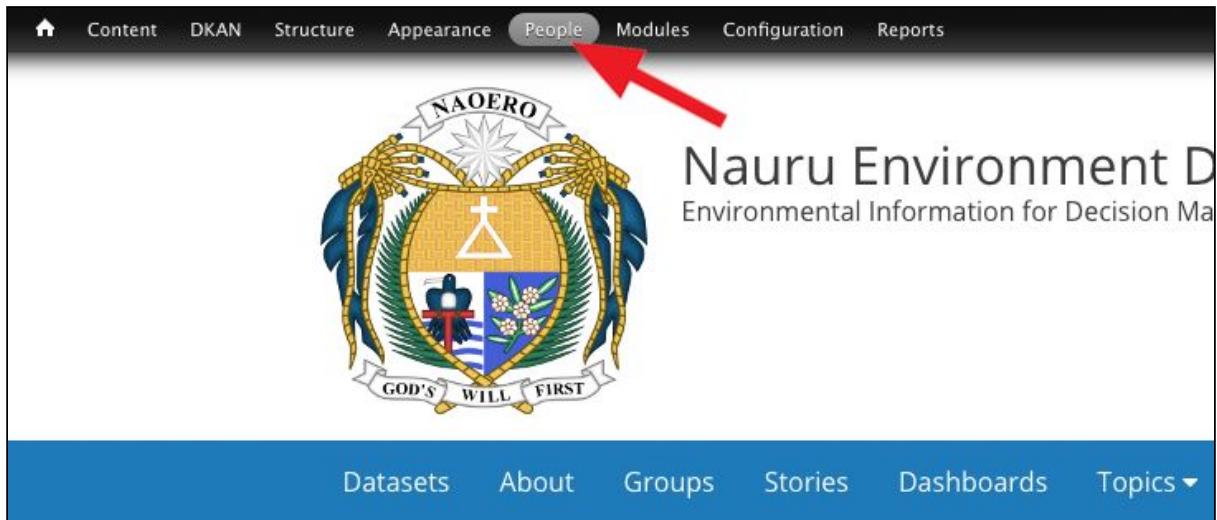 Content DKAN Structure Appearance People Modules Configuration Reports
NAOERO
Nauru Environment D
Environmental Information for Decision Ma
GOD'S WILL FIRST
Datasets About Groups Stories Dashboards Topics